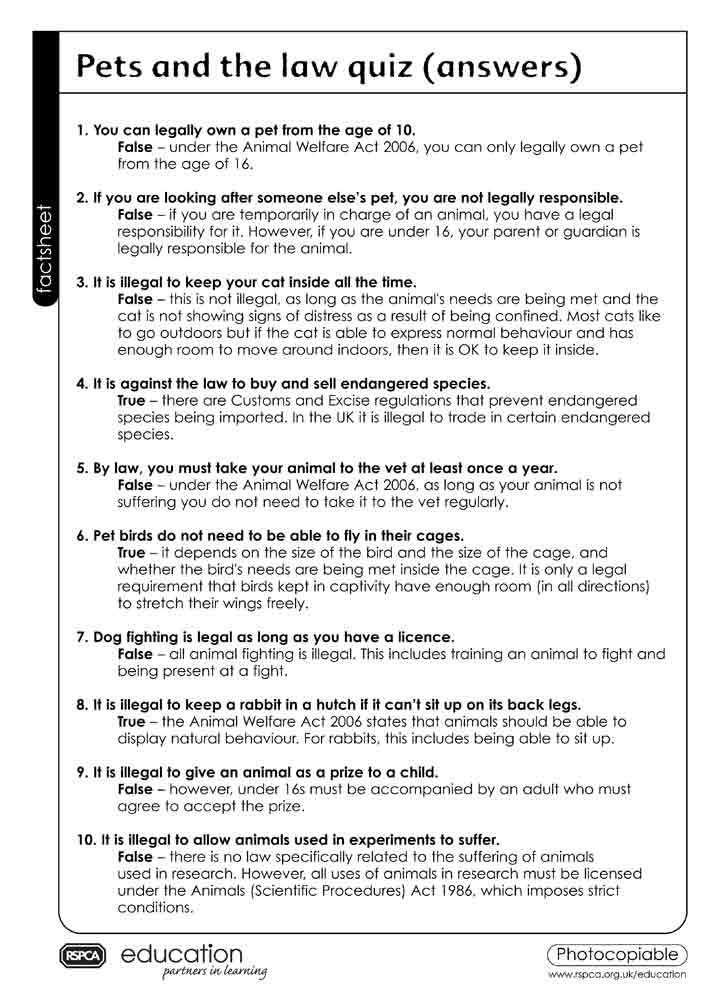 Pets and the law quiz (answers)
factsheet
1. You can legally own a pet from the age of 10.
False – under the Animal Welfare Act 2006, you can only legally own a pet
from the age of 16.
2. If you are looking after someone else's pet, you are not legally responsible.
False – if you are temporarily in charge of an animal, you have a legal
responsibility for it. However, if you are under 16, your parent or guardian is
legally responsible for the animal.
3. It is illegal to keep your cat inside all the time.
False – this is not illegal, as long as the animal's needs are being met and the
cat is not showing signs of distress as a result of being confined. Most cats like
to go outdoors but if the cat is able to express normal behaviour and has
enough room to move around indoors, then it is OK to keep it inside.
4. It is against the law to buy and sell endangered species.
True – there are Customs and Excise regulations that prevent endangered
species being imported. In the UK it is illegal to trade in certain endangered
species.
5. By law, you must take your animal to the vet at least once a year.
False – under the Animal Welfare Act 2006, as long as your animal is not
suffering you do not need to take it to the vet regularly.
6. Pet birds do not need to be able to fly in their cages.
True – it depends on the size of the bird and the size of the cage, and
whether the bird's needs are being met inside the cage. It is only a legal
requirement that birds kept in captivity have enough room (in all directions)
to stretch their wings freely.
7. Dog fighting is legal as long as you have a licence.
False – all animal fighting is illegal. This includes training an animal to fight and
being present at a fight.
8. It is illegal to keep a rabbit in a hutch if it can't sit up on its back legs.
True – the Animal Welfare Act 2006 states that animals should be able to
display natural behaviour. For rabbits, this includes being able to sit up.
9. It is illegal to give an animal as a prize to a child.
False – however, under 16s must be accompanied by an adult who must
agree to accept the prize.
10. It is illegal to allow animals used in experiments to suffer.
False – there is no law specifically related to the suffering of animals
used in research. However, all uses of animals in research must be licensed
under the Animals (Scientific Procedures) Act 1986, which imposes strict
conditions.
RSPCA education
partners in learning
Photocopiable
www.rspca.org.uk/education